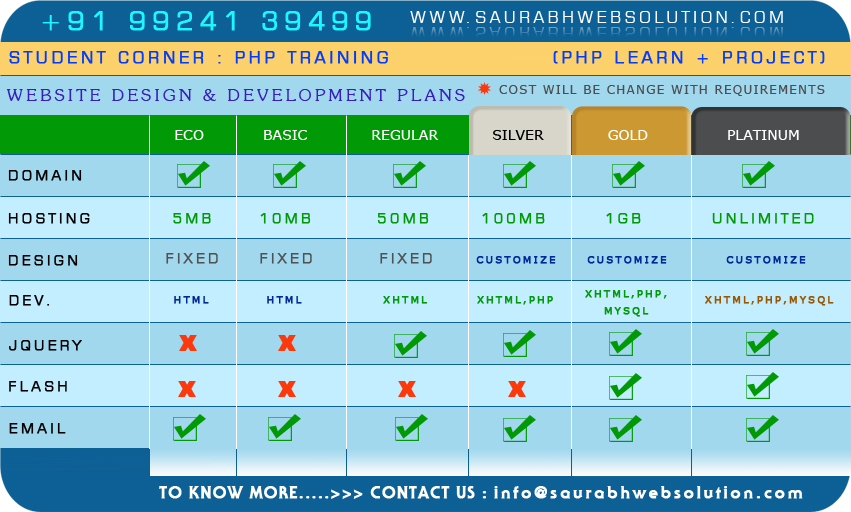 +91 99241 39499 WWW.SAURABHWEBSOLUTION.COM
STUDENT CORNER : PHP TRAINING (PHP LEARN + PROJECT)
WEBSITE DESIGN & DEVELOPMENT PLANS COST WILL BE CHANGE WITH REQUIREMENTS
ECO BASIC REGULAR SILVER GOLD PLATINUM
DOMAIN
HOSTING 5MB 10MB 50MB 100MB 1GB UNLIMITED
DESIGN FIXED FIXED FIXED CUSTOMIZE CUSTOMIZE CUSTOMIZE
DEV. HTML HTML XHTML XHTML,PHP XHTML,PHP, XHTML,PHP,MYSQL
MYSQL
JQUERY X X
FLASH X X X X
EMAIL
TO KNOW MORE.....>>> CONTACT US : info@saurabhwebsolution.com